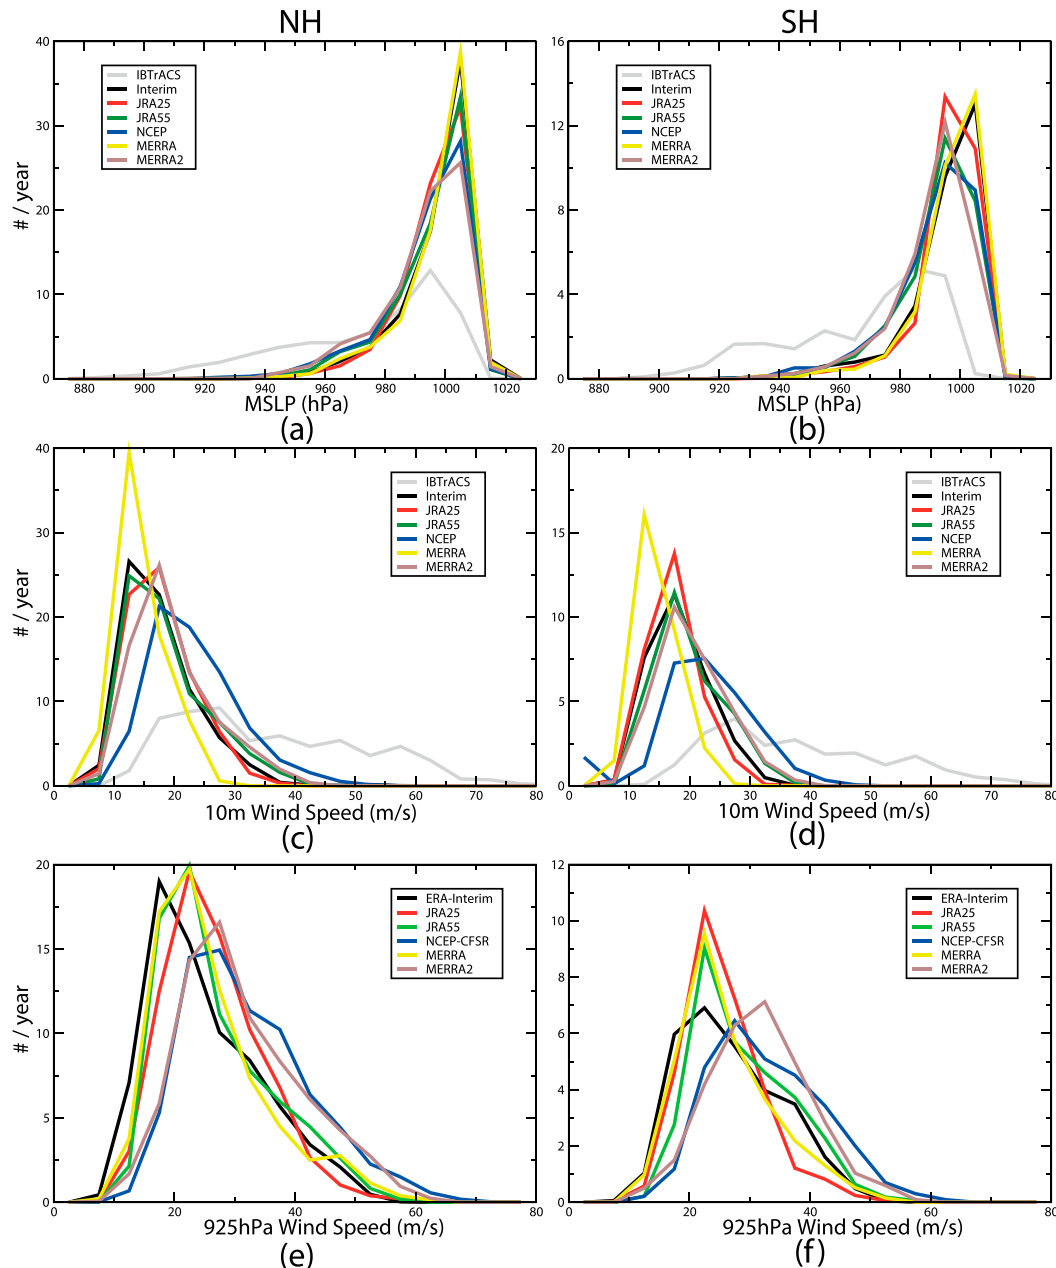 NH
SH
# / year
40
30
20
10
0
IBTrACS
Interim
JRA25
JRA55
NCEP
MERRA
MERRA2
880
900
920
940
960
980
1000
1020
MSLP (hPa)
(a)
16
12
8
4
0
IBTrACS
Interim
JRA25
JRA55
NCEP
MERRA
MERRA2
880
900
920
940
960
980
1000
1020
MSLP (hPa)
(b)
# / year
40
30
20
10
0
IBTrACS
Interim
JRA25
JRA55
NCEP
MERRA
MERRA2
0
10
20
30
40
50
60
70
80
10m Wind Speed (m/s)
(c)
20
15
10
5
0
IBTrACS
Interim
JRA25
JRA55
NCEP
MERRA
MERRA2
0
10
20
30
40
50
60
70
80
10m Wind Speed (m/s)
(d)
# / year
20
15
10
5
0
ERA-Interim
JRA25
JRA55
NCEP-CFSR
MERRA
MERRA2
0
20
40
60
80
925hPa Wind Speed (m/s)
(e)
12
10
8
6
4
2
0
ERA-Interim
JRA25
JRA55
NCEP-CFSR
MERRA
MERRA2
0
20
40
60
80
925hPa Wind Speed (m/s)
(f)